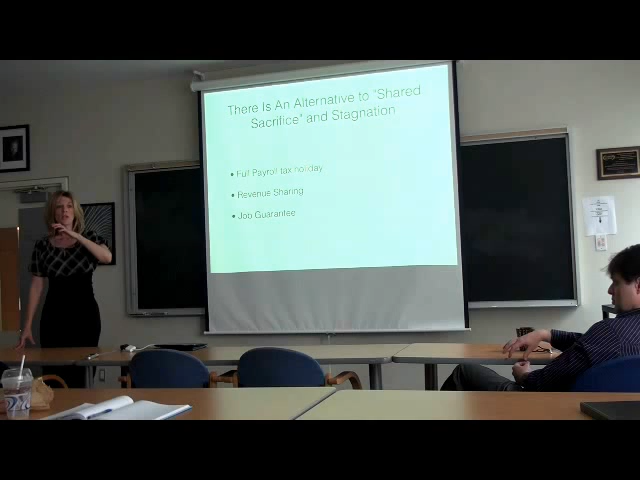 There Is An Alternative to "Shared
Sacrifice" and Stagnation
• Full Payroll tax holiday
• Revenue Sharing
• Job Guarantee